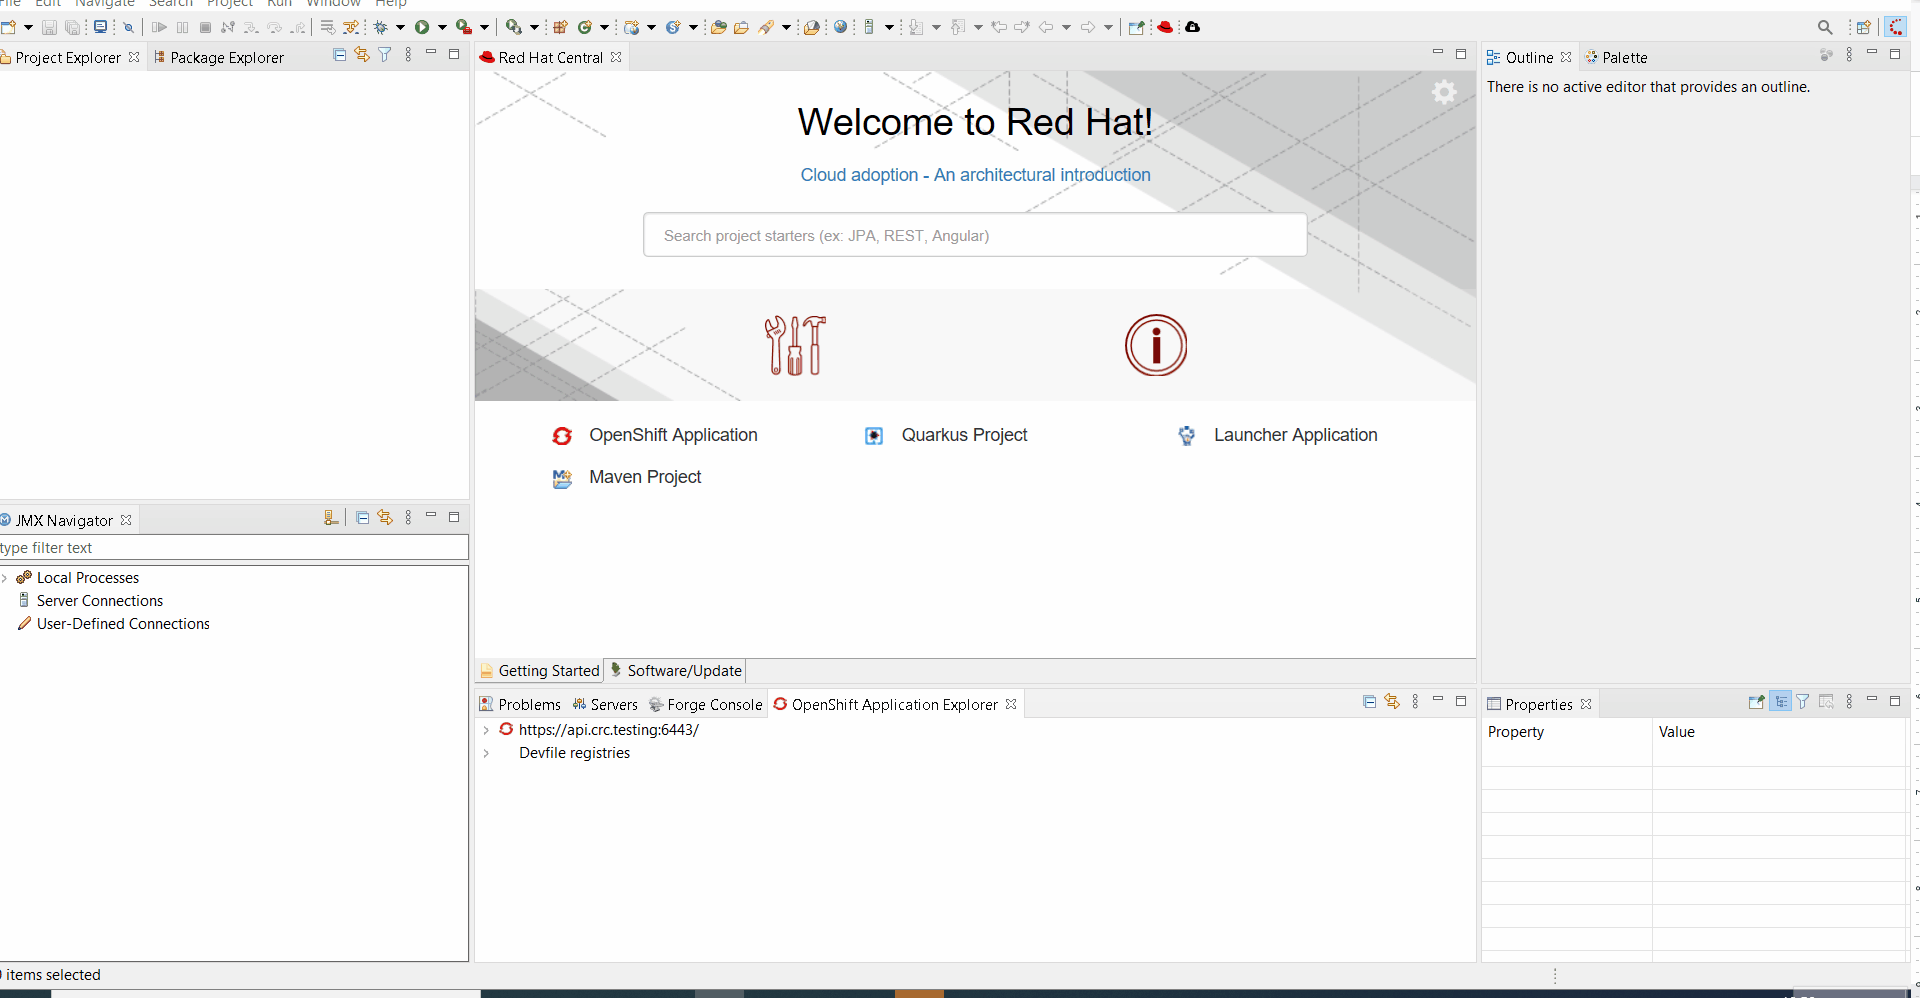 File Edit Navigate Search Project Run Window Help
Project Explorer
Package Explorer
Red Hat Central
Welcome to Red Hat!
Cloud adoption - An architectural introduction
Search project starters (ex: JPA, REST, Angular)
OpenShift Application
Quarkus Project
Launcher Application
Maven Project
Getting Started
Software/Update
Outline
Palette
There is no active editor that provides an outline.
JMX Navigator
type filter text
Local Processes
Server Connections
User-Defined Connections
Problems
Servers
Forge Console
OpenShift Application Explorer
https://api.crc.testing:6443/
Devfile registries
Properties
Property
Value
0 items selected